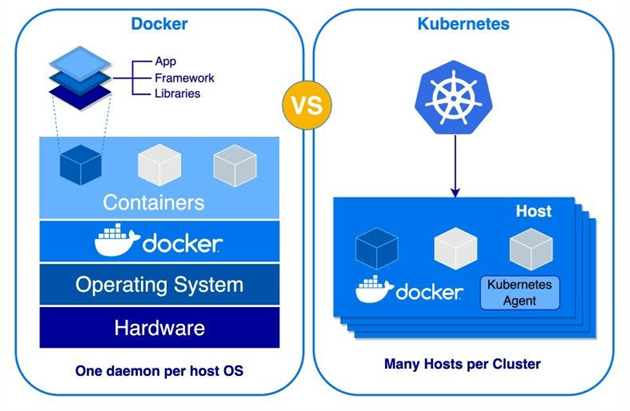 Docker
App
Framework
Libraries
Containers
docker
Operating System
Hardware
One daemon per host OS
VS
Kubernetes
Host
docker
Kubernetes
Agent
Many Hosts per Cluster